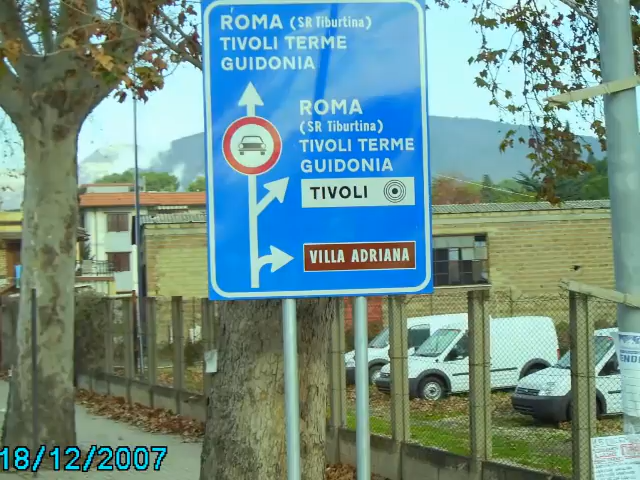 ROMA (SR Tiburtina)
TIVOLI TERME
GUIDONIA
ROMA
(SR Tiburtina)
TIVOLI TERME
GUIDONIA
TIVOLI
VILLA ADRIANA
18/12/2007